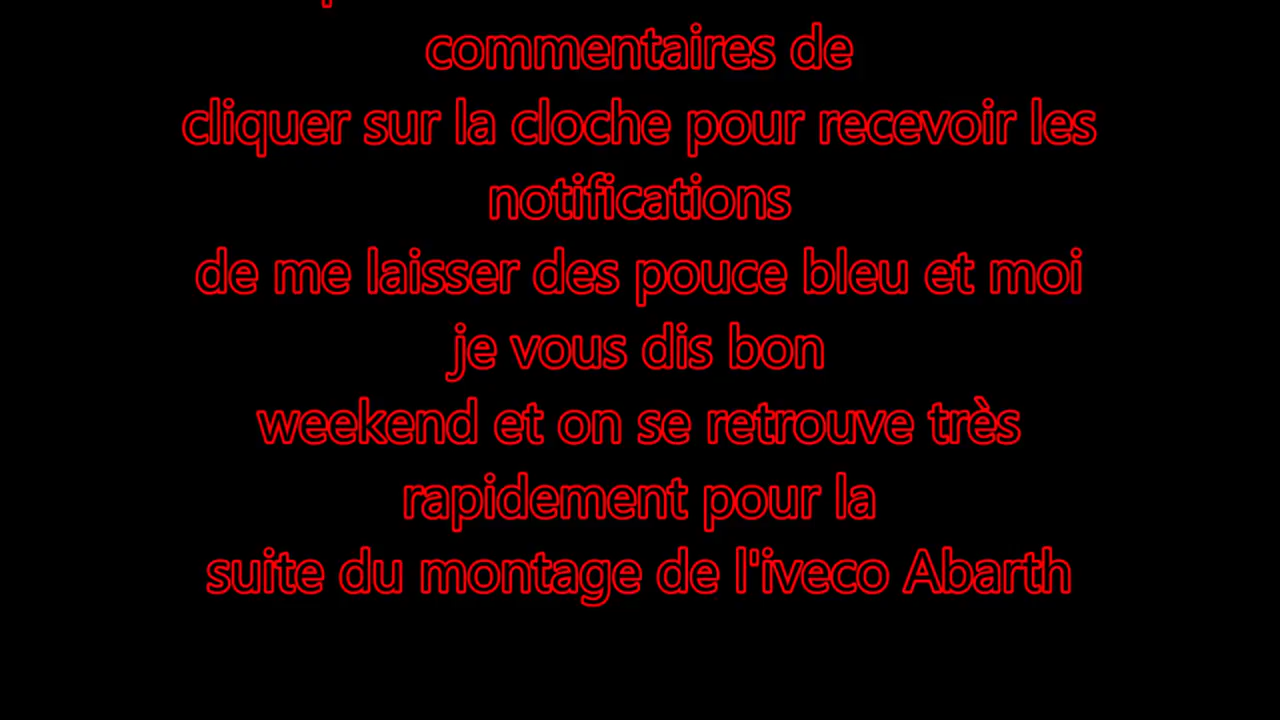 commentaires de
cliquer sur la cloche pour recevoir les
notifications
de me laisser des pouce bleu et moi
je vous dis bon
weekend et on se retrouve très
rapidement pour la
suite du montage de l'iveco Abarth